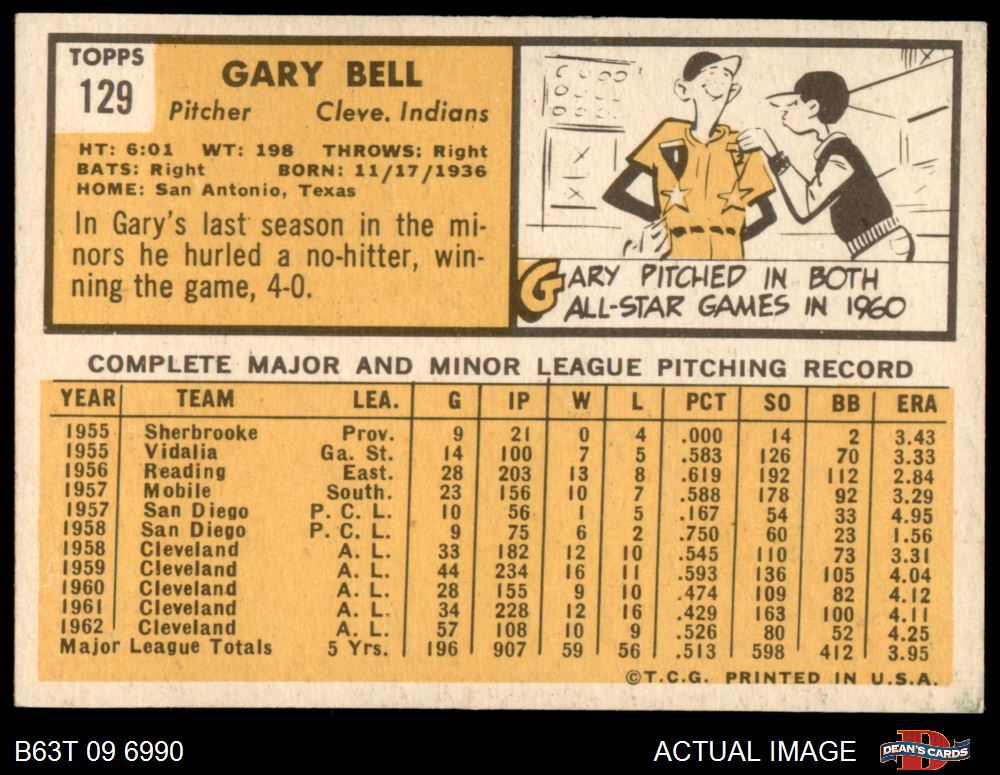 TOPPS
129
GARY BELL
Pitcher Cleve. Indians
HT: 6:01 WT: 198 THROWS: Right
BATS: Right BORN: 11/17/1936
HOME: San Antonio, Texas
In Gary's last season in the mi-
nors he hurled a no-hitter, win-
ning the game, 4-0.
GARY PITCHED IN BOTH
ALL-STAR GAMES IN 1960
COMPLETE MAJOR AND MINOR LEAGUE PITCHING RECORD
YEAR TEAM LEA. G IP W L PCT SO BB ERA
1955 Sherbrooke Prov. 9 21 0 4 .000 14 2 3.43
1955 Vidalia Ga. St. 14 100 7 5 .583 126 70 3.33
1956 Reading East. 28 203 13 8 .619 192 112 2.84
1957 Mobile South. 23 156 10 7 .588 178 92 3.29
1957 San Diego P. C. L. 10 56 1 5 .167 54 33 4.95
1958 San Diego P. C. L. 9 75 6 2 .750 60 23 1.56
1958 Cleveland A. L. 33 182 12 10 .545 110 73 3.31
1959 Cleveland A. L. 44 234 16 11 .593 136 105 4.04
1960 Cleveland A. L. 28 155 9 10 .474 109 82 4.12
1961 Cleveland A. L. 34 228 12 16 .429 163 100 4.11
1962 Cleveland A. L. 57 108 10 9 .526 80 52 4.25
Major League Totals 5 Yrs. 196 907 59 56 .513 598 412 3.95
©T.C.G. PRINTED IN U.S.A.
B63T 09 6990 ACTUAL IMAGE DEAN'S CARDS